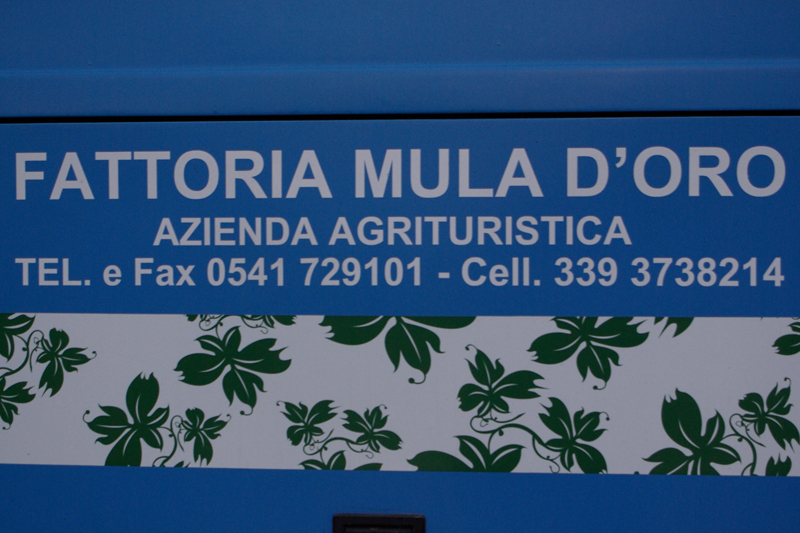 FATTORIA MULA D'ORO
AZIENDA AGRITURISTICA
TEL. e Fax 0541 729101 - Cell. 339 3738214